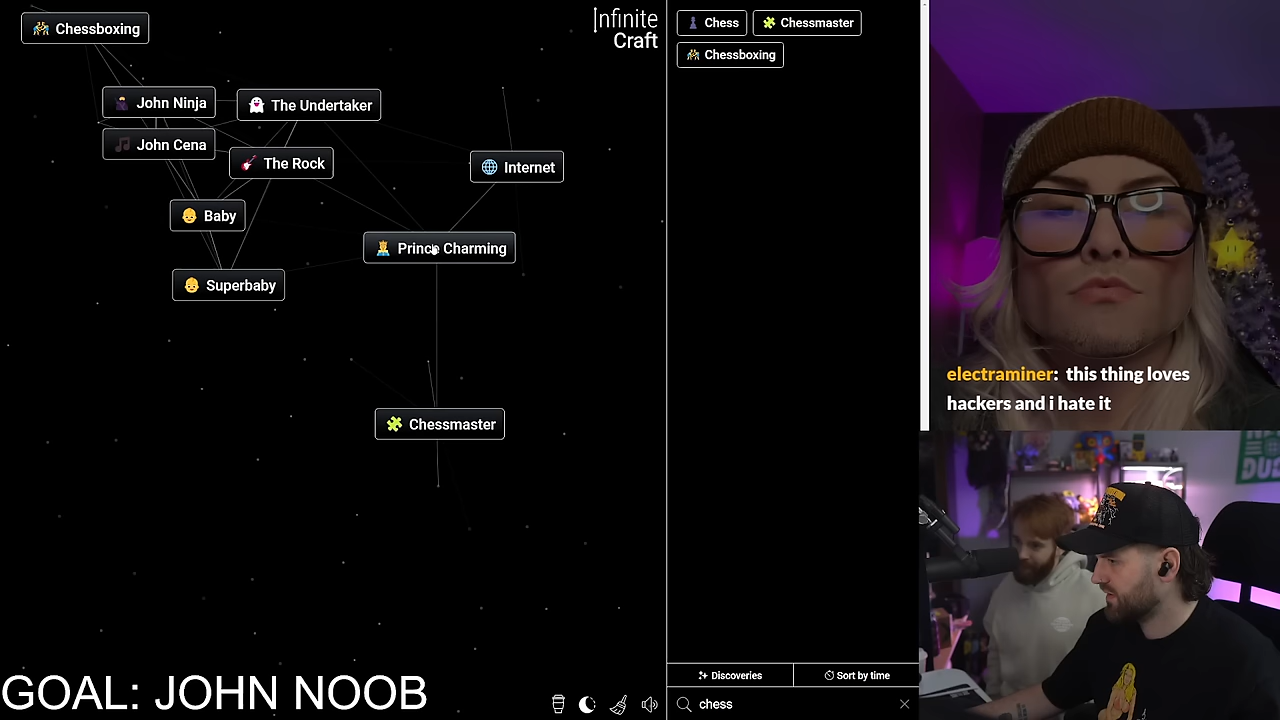 Chessboxing
Infinite
Craft
John Ninja
The Undertaker
John Cena
The Rock
Internet
Baby
Prince Charming
Superbaby
Chessmaster
GOAL: JOHN NOOB
Chess
Chessmaster
Chessboxing
Discoveries
Sort by time
chess
electraminer: this thing loves
hackers and i hate it